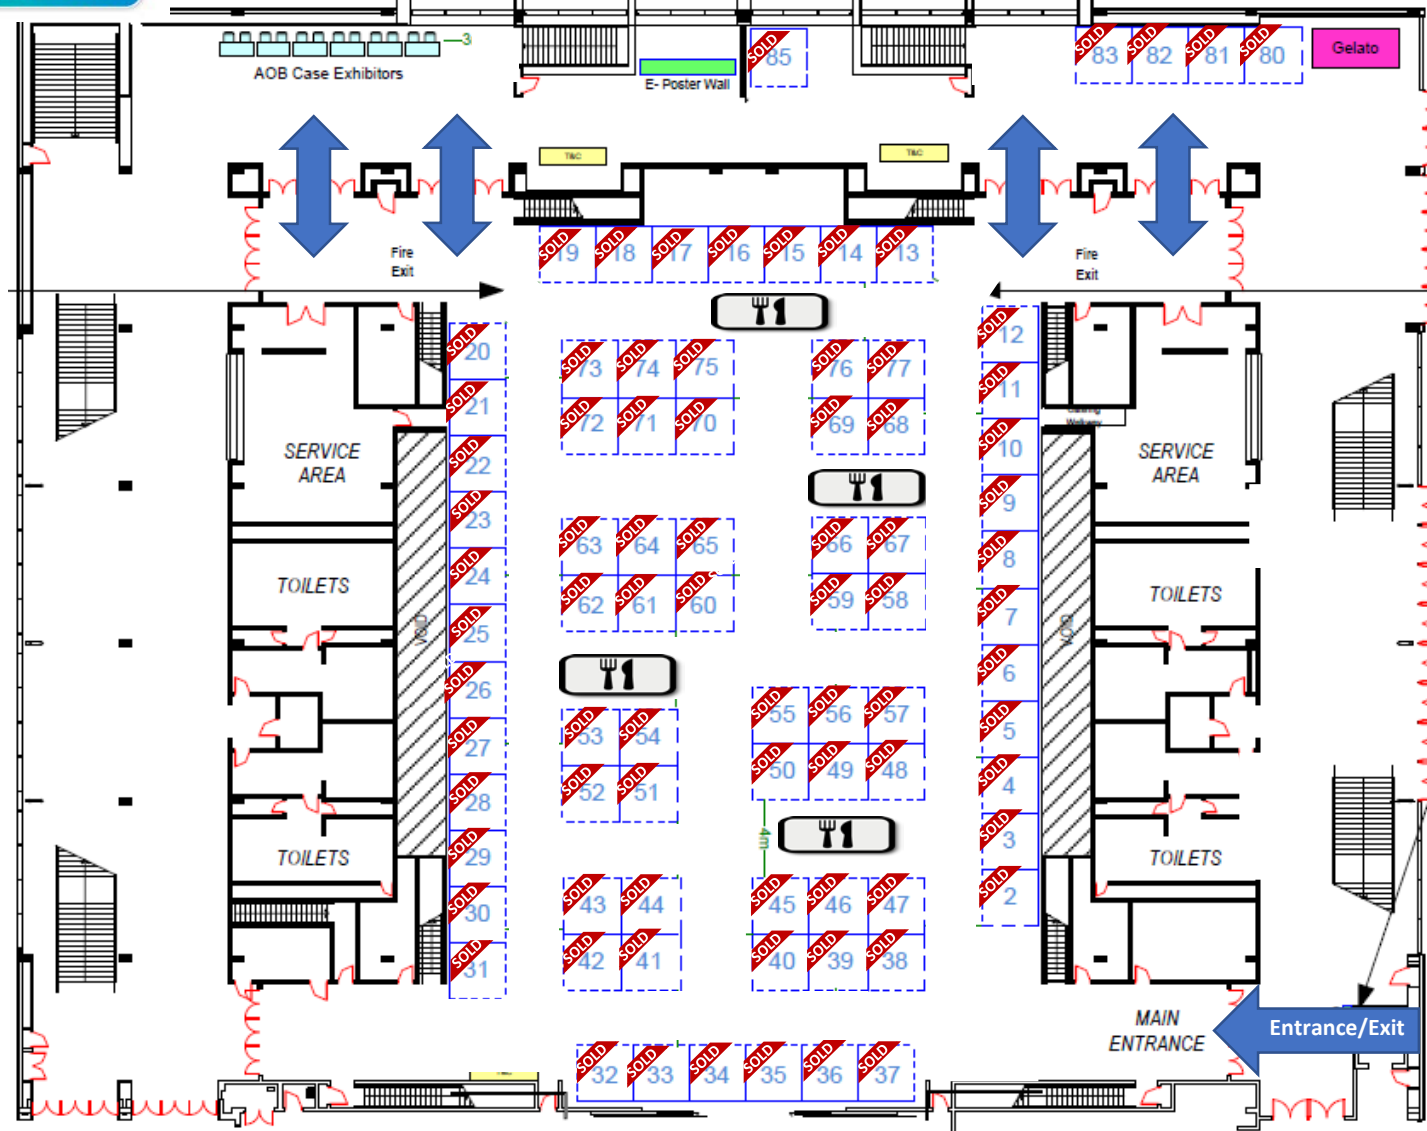 3
AOB Case Exhibitors
E- Poster Wall
SOLD 85
SOLD 83 SOLD 82 SOLD 81 SOLD 80
Gelato
T&C
T&C
Fire
Exit
Fire
Exit
SOLD 19 SOLD 18 SOLD 17 SOLD 16 SOLD 15 SOLD 14 SOLD 13
SOLD 20
SOLD 21
SOLD 22
SOLD 23
SOLD 24
SOLD 25
SOLD 26
SOLD 27
SOLD 28
SOLD 29
SOLD 30
SOLD 31
SOLD 73 SOLD 74 SOLD 75
SOLD 72 SOLD 71 SOLD 70
SOLD 76 SOLD 77
SOLD 69 SOLD 68
SOLD 63 SOLD 64 SOLD 65
SOLD 62 SOLD 61 SOLD 60
SOLD 66 SOLD 67
SOLD 59 SOLD 58
SOLD 53 SOLD 54
SOLD 52 SOLD 51
SOLD 55 SOLD 56 SOLD 57
SOLD 50 SOLD 49 SOLD 48
4m
SOLD 43 SOLD 44
SOLD 42 SOLD 41
SOLD 45 SOLD 46 SOLD 47
SOLD 40 SOLD 39 SOLD 38
SOLD 32 SOLD 33 SOLD 34 SOLD 35 SOLD 36 SOLD 37
SOLD 12
SOLD 11
SOLD 10
SOLD 9
SOLD 8
SOLD 7
SOLD 6
SOLD 5
SOLD 4
SOLD 3
SOLD 2
SERVICE
AREA
TOILETS
VOID
TOILETS
SERVICE
AREA
TOILETS
VOID
TOILETS
MAIN
ENTRANCE
Entrance/Exit